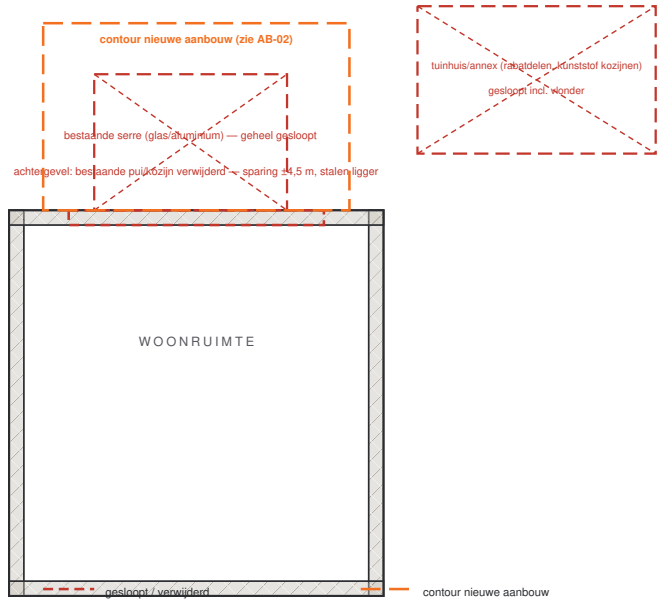 contour nieuwe aanbouw (zie AB-02)
tuinhuis/annex (rabatdelen, kunststof kozijnen)
gesloopt incl. vlonder
bestaande serre (glas/aluminium) — geheel gesloopt
achtergevel: bestaande pui/kozijn verwijderd — sparing ±4,5 m, stalen ligger
WOONRUIMTE
gesloopt / verwijderd
contour nieuwe aanbouw